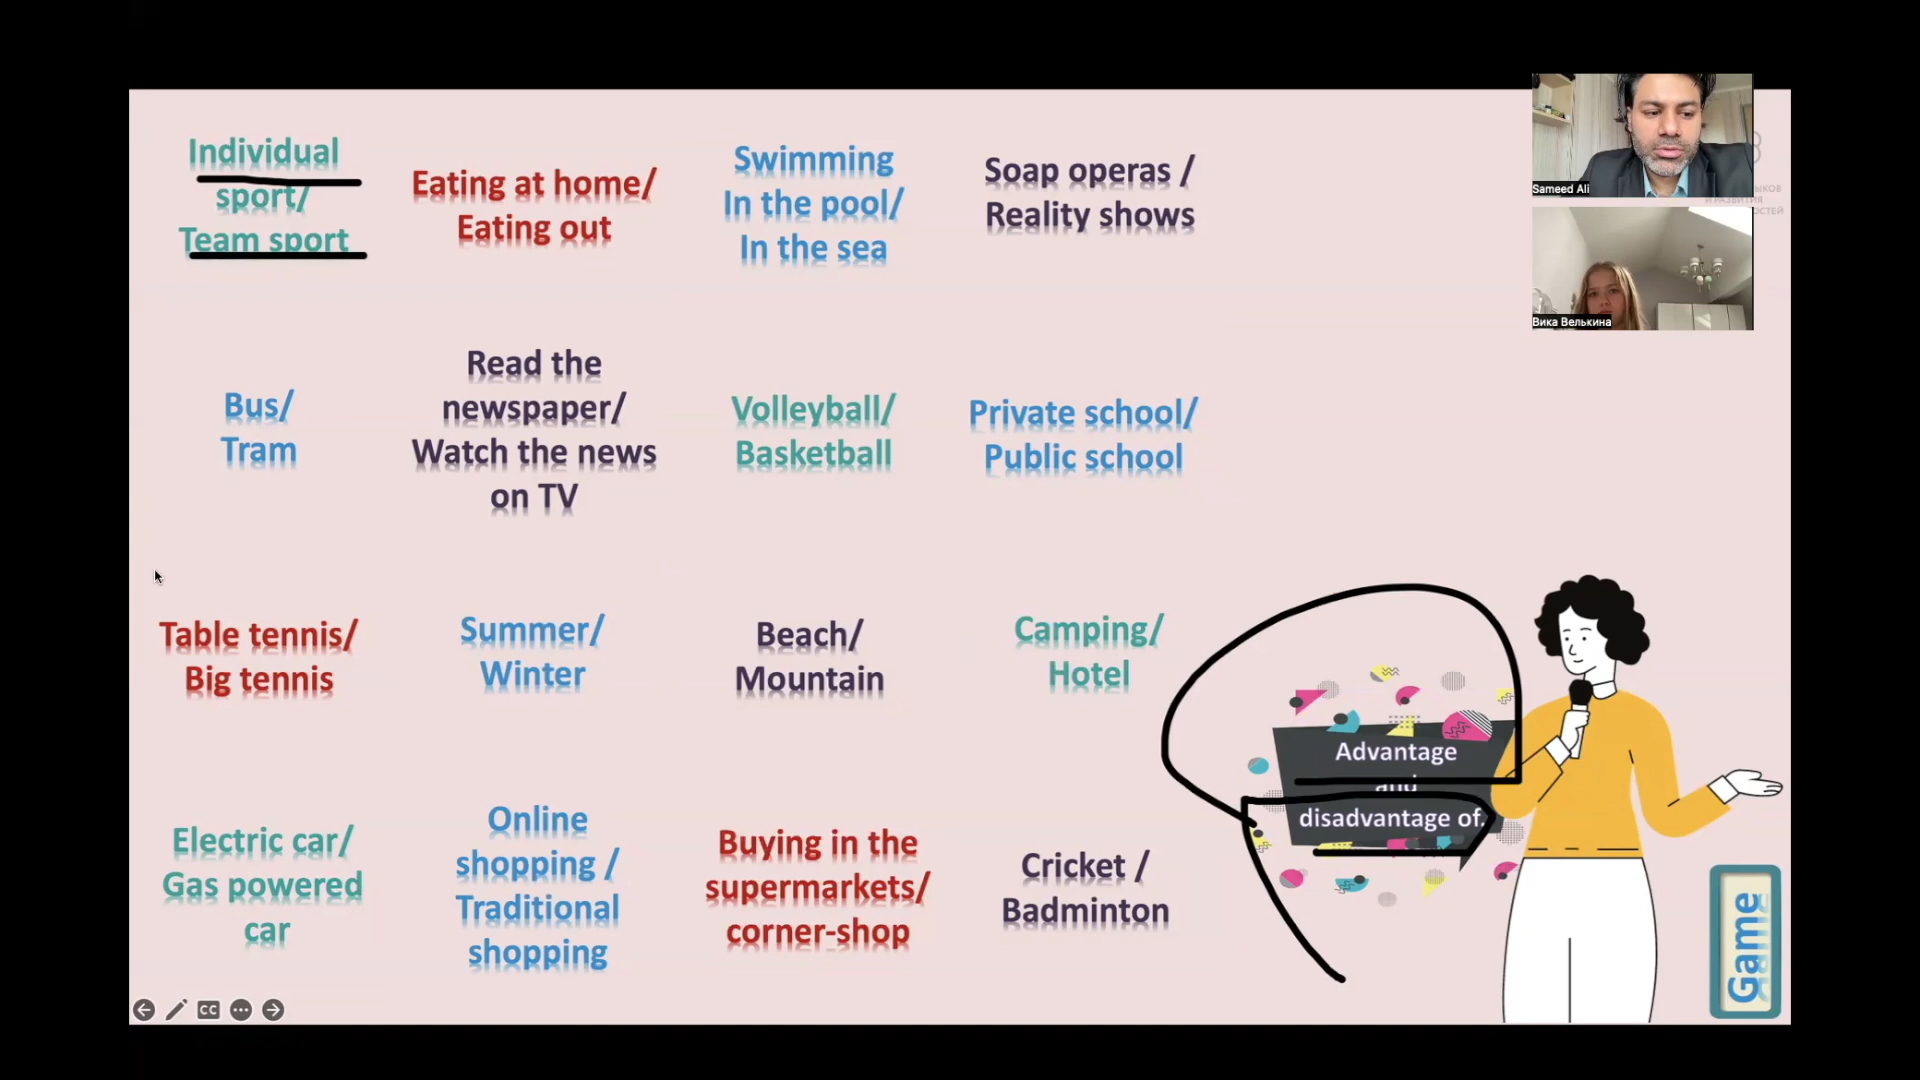 Individual
sport/
Team sport
Eating at home/
Eating out
Swimming
In the pool/
In the sea
Soap operas /
Reality shows
Sameed Ali
Вика Велькина
Bus/
Tram
Read the
newspaper/
Watch the news
on TV
Volleyball/
Basketball
Private school/
Public school
Table tennis/
Big tennis
Summer/
Winter
Beach/
Mountain
Camping/
Hotel
Advantage
and
disadvantage of.
Electric car/
Gas powered
car
Online
shopping /
Traditional
shopping
Buying in the
supermarkets/
corner-shop
Cricket /
Badminton
Game
CC